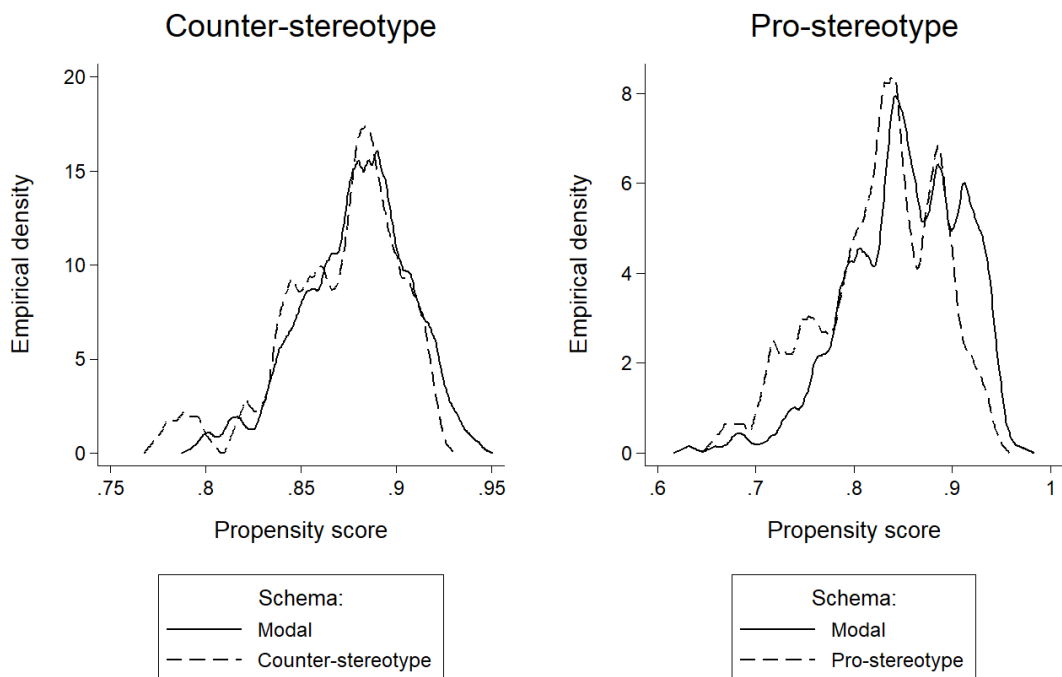 Counter-stereotype
Empirical density
20
15
10
5
0
.75
.8
.85
.9
.95
Propensity score
Schema:
Modal
Counter-stereotype
Pro-stereotype
Empirical density
8
6
4
2
0
.6
.7
.8
.9
1
Propensity score
Schema:
Modal
Pro-stereotype